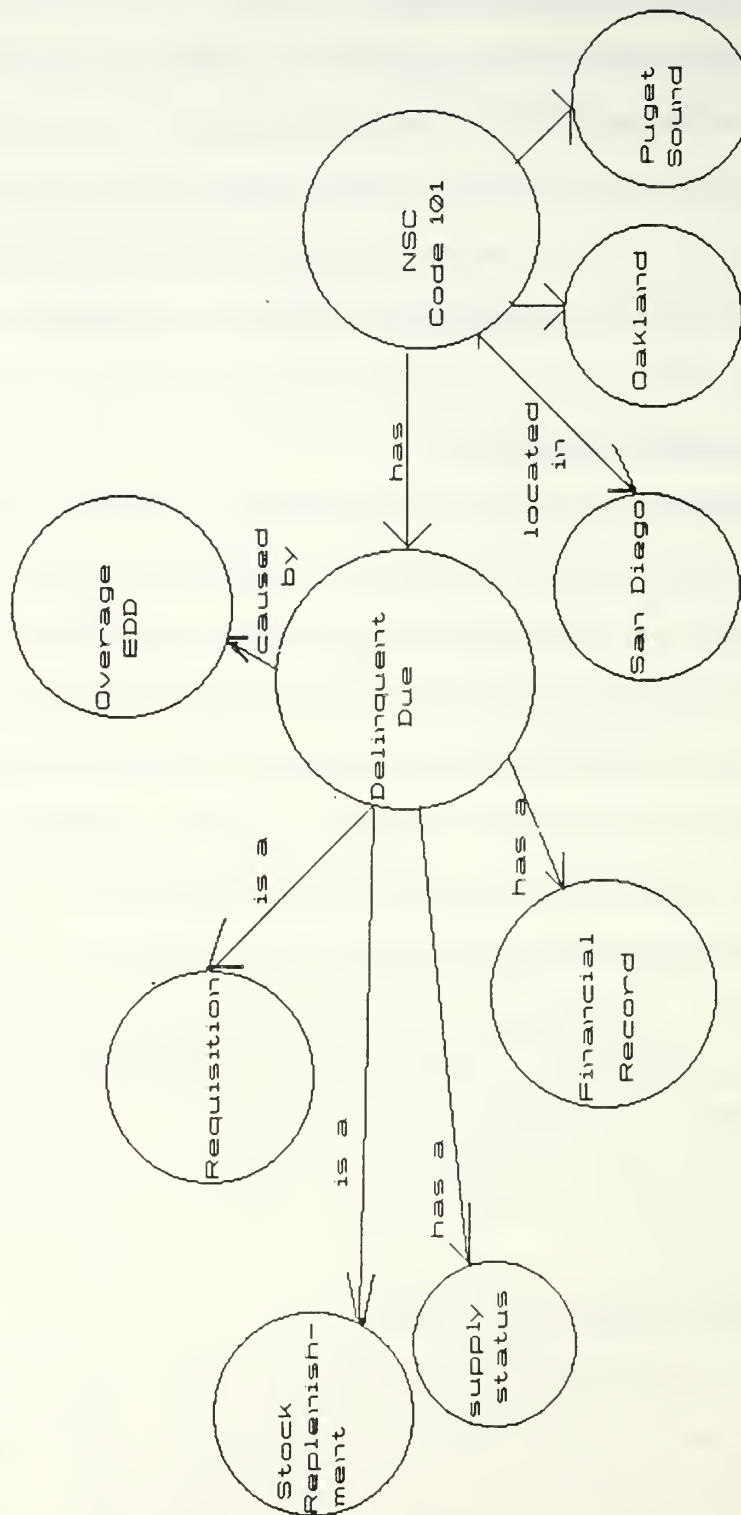 Overage
EDD
caused
by
Requisition
is a
Delinquent
Due
has
NSC
Code 101
Stock
Replenish-
ment
is a
supply
status
has a
Financial
Record
has a
located
in
San Diego
Oakland
Puget
Sound